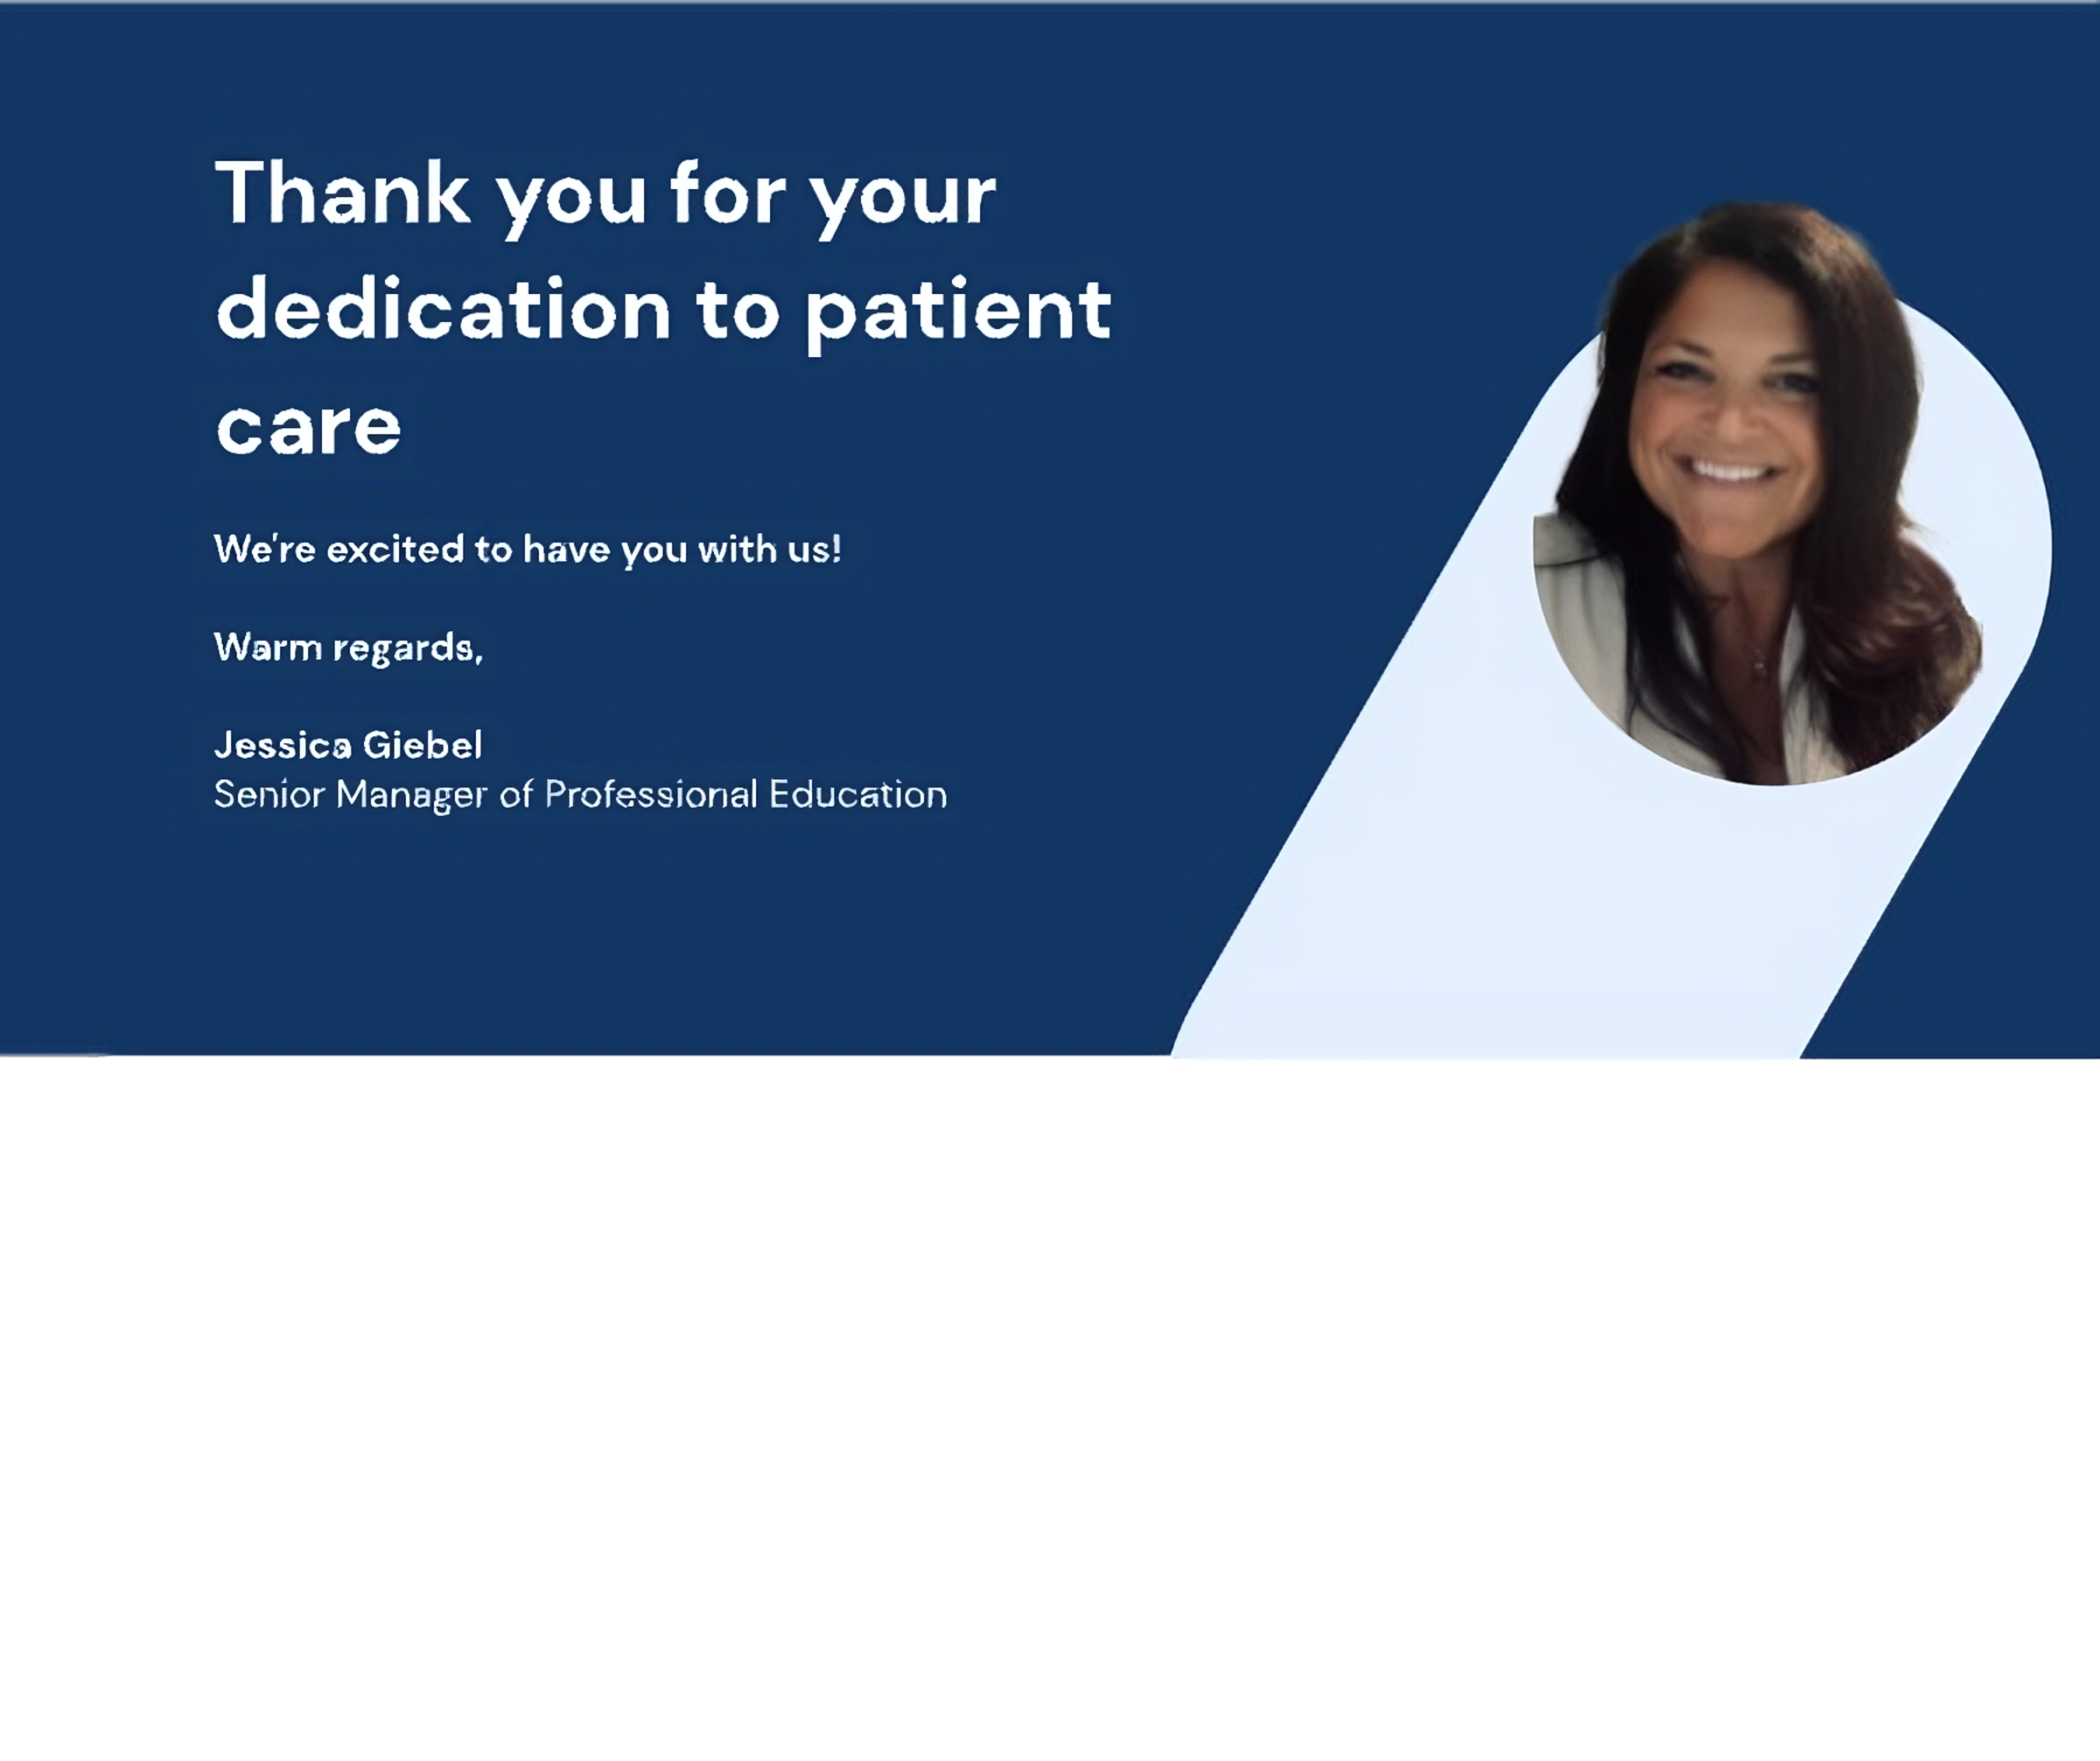 Thank you for your
dedication to patient
care
We're excited to have you with us!
Warm regards,
Jessica Giebel
Senior Manager of Professional Education